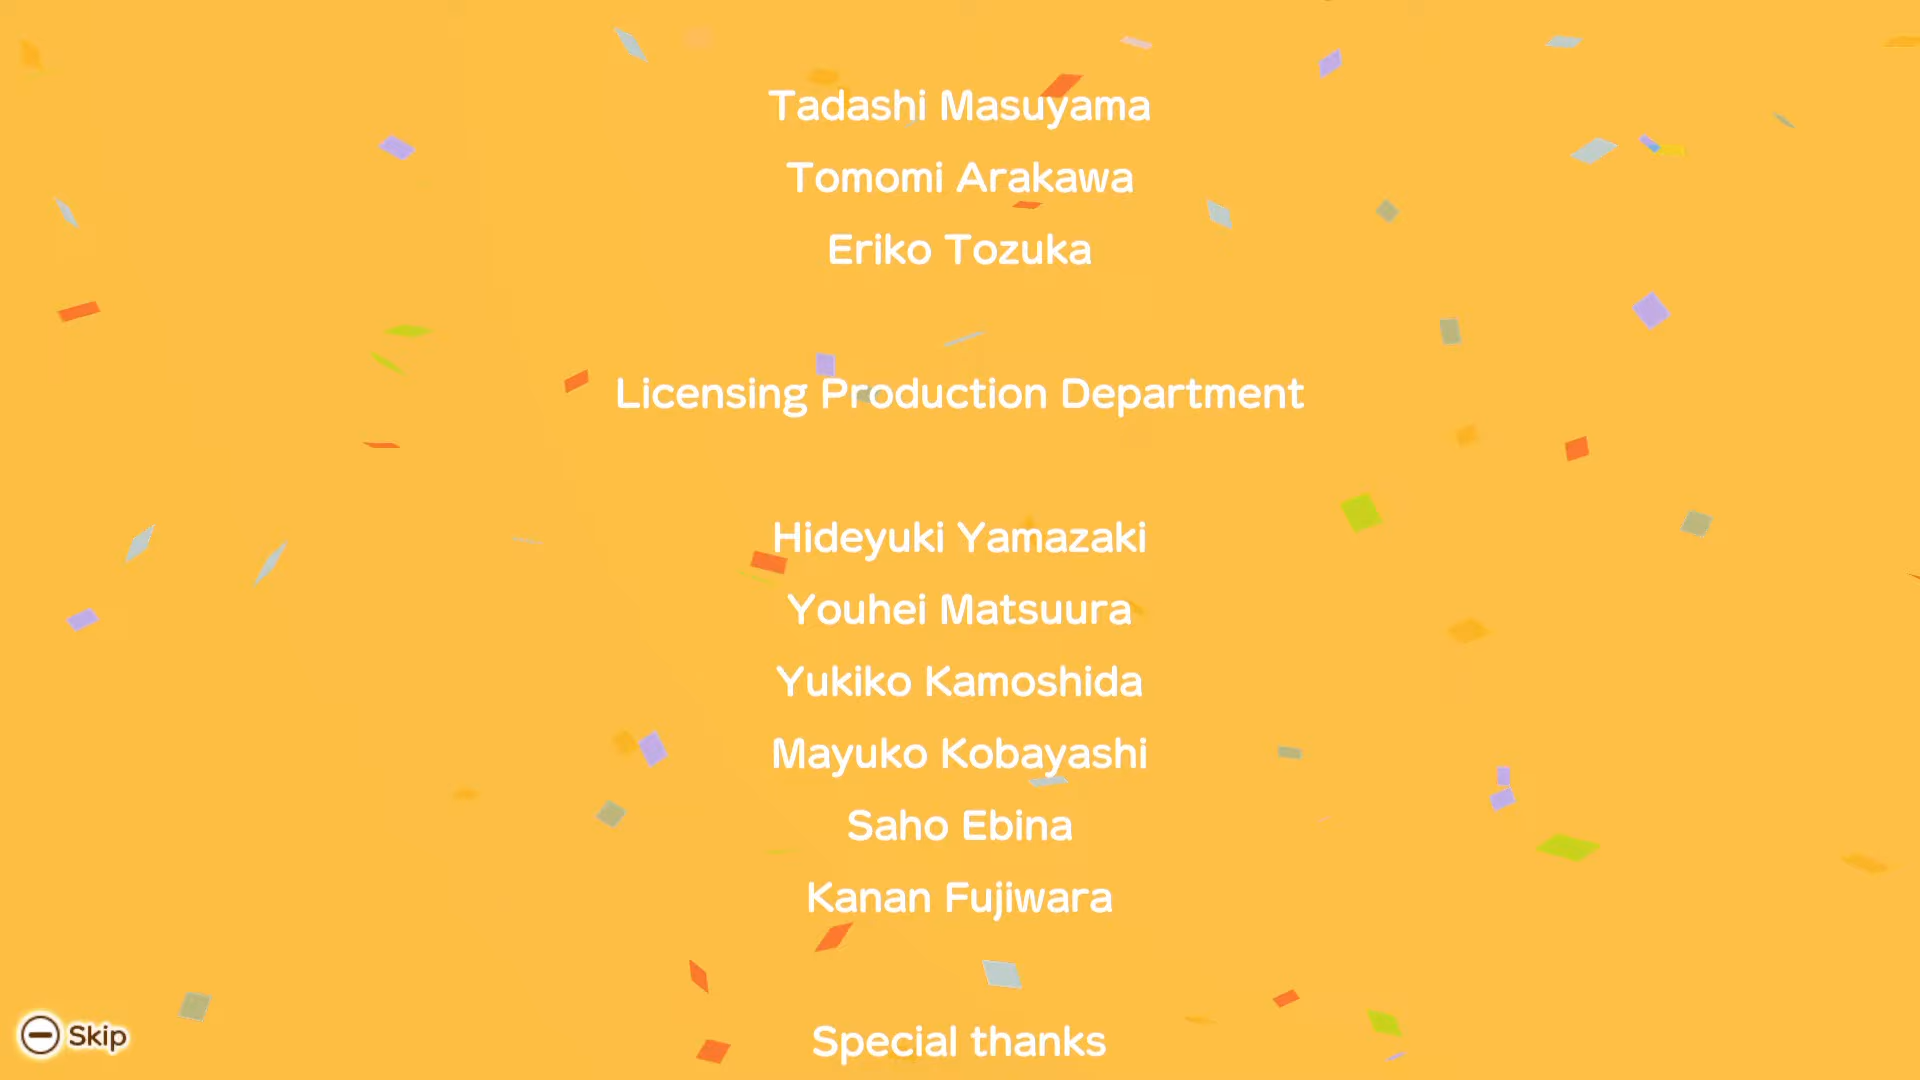 Tadashi Masuyama
Tomomi Arakawa
Eriko Tozuka
Licensing Production Department
Hideyuki Yamazaki
Youhei Matsuura
Yukiko Kamoshida
Mayuko Kobayashi
Saho Ebina
Kanan Fujiwara
Special thanks
Skip